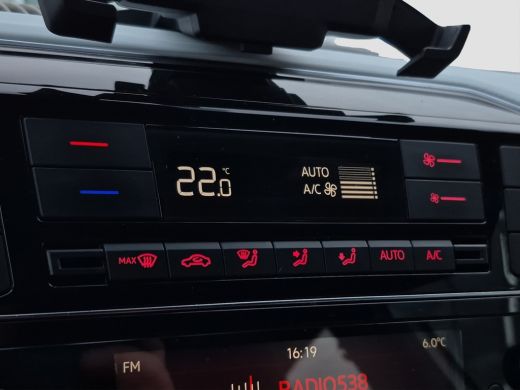 22.0 °C
AUTO
A/C
MAX
AUTO A/C
FM 16:19 6.0°C
RADIO538